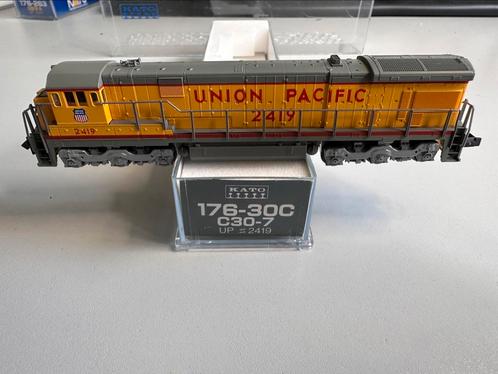 176-263
KATO
UNION PACIFIC
2419
2419
KATO
176-30C
C30-7
UP #2419